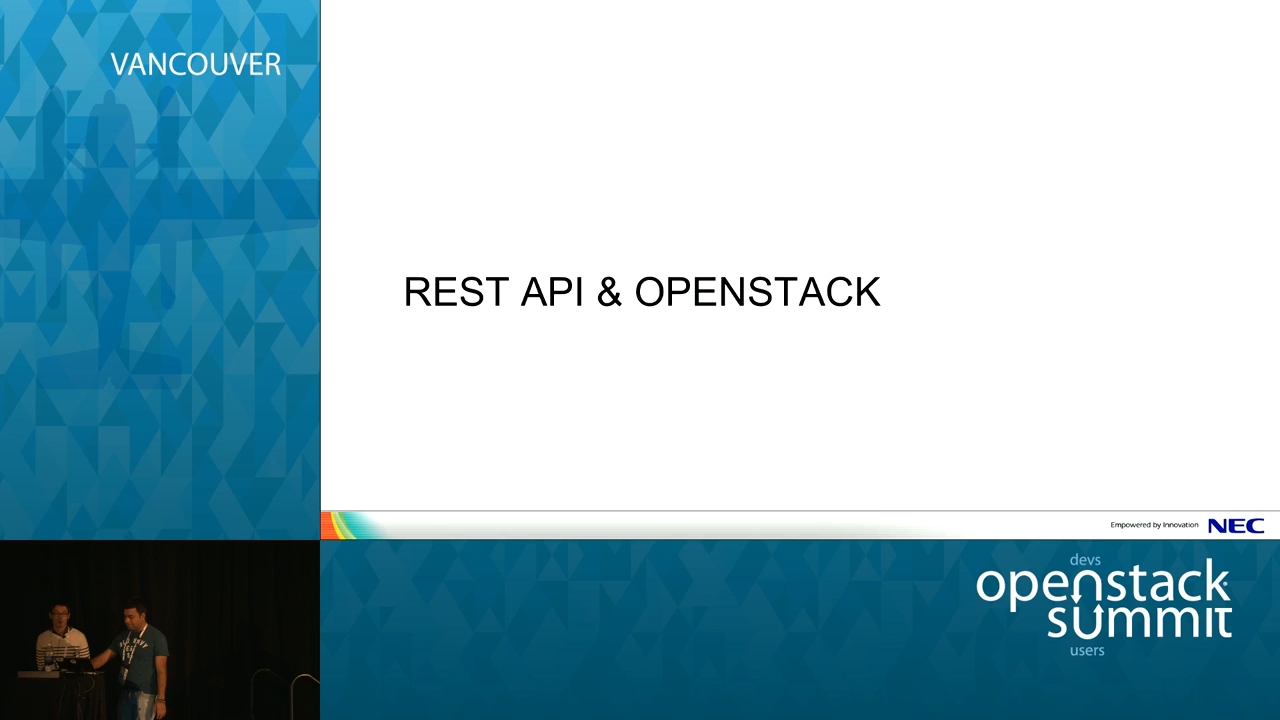 VANCOUVER
REST API & OPENSTACK
Empowered by Innovation NEC
devs
openstack
summit
users